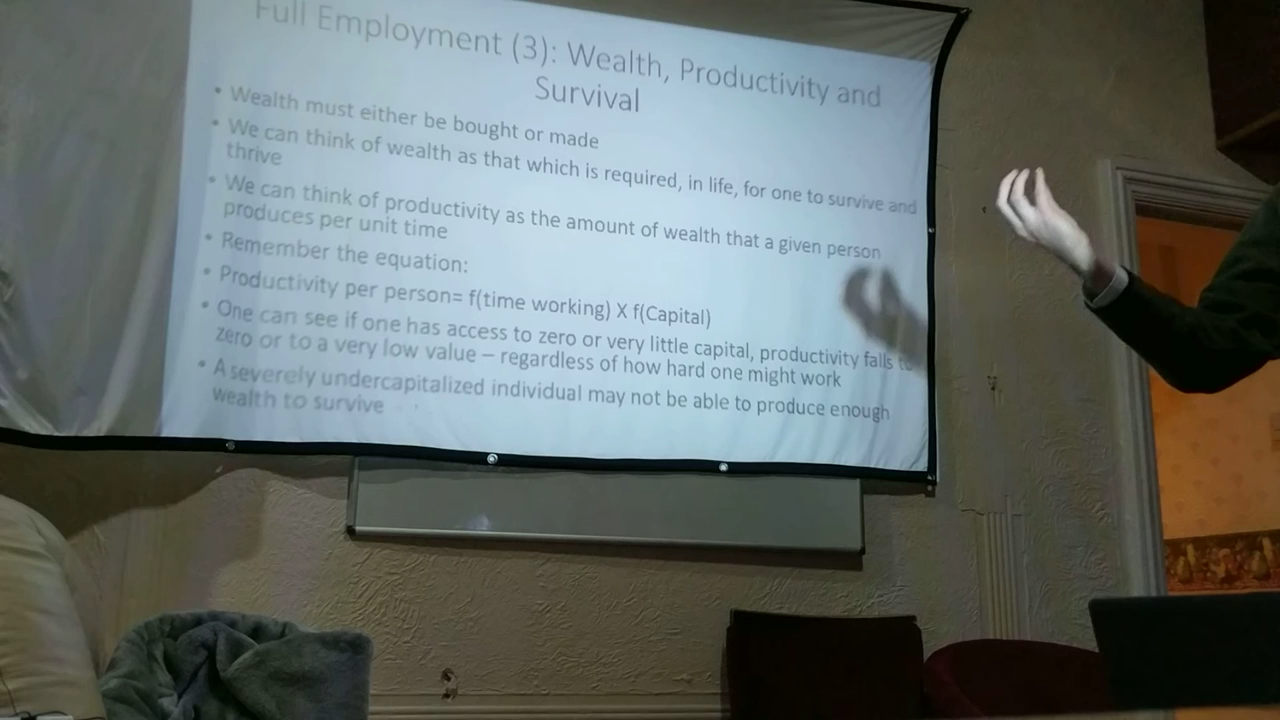 Full Employment (3): Wealth, Productivity and
Survival
• Wealth must either be bought or made
• We can think of wealth as that which is required, in life, for one to survive and
thrive
• We can think of productivity as the amount of wealth that a given person
produces per unit time
• Remember the equation:
• Productivity per person= f(time working) X f(Capital)
• One can see if one has access to zero or very little capital, productivity falls to
zero or to a very low value – regardless of how hard one might work
• A severely undercapitalized individual may not be able to produce enough
wealth to survive